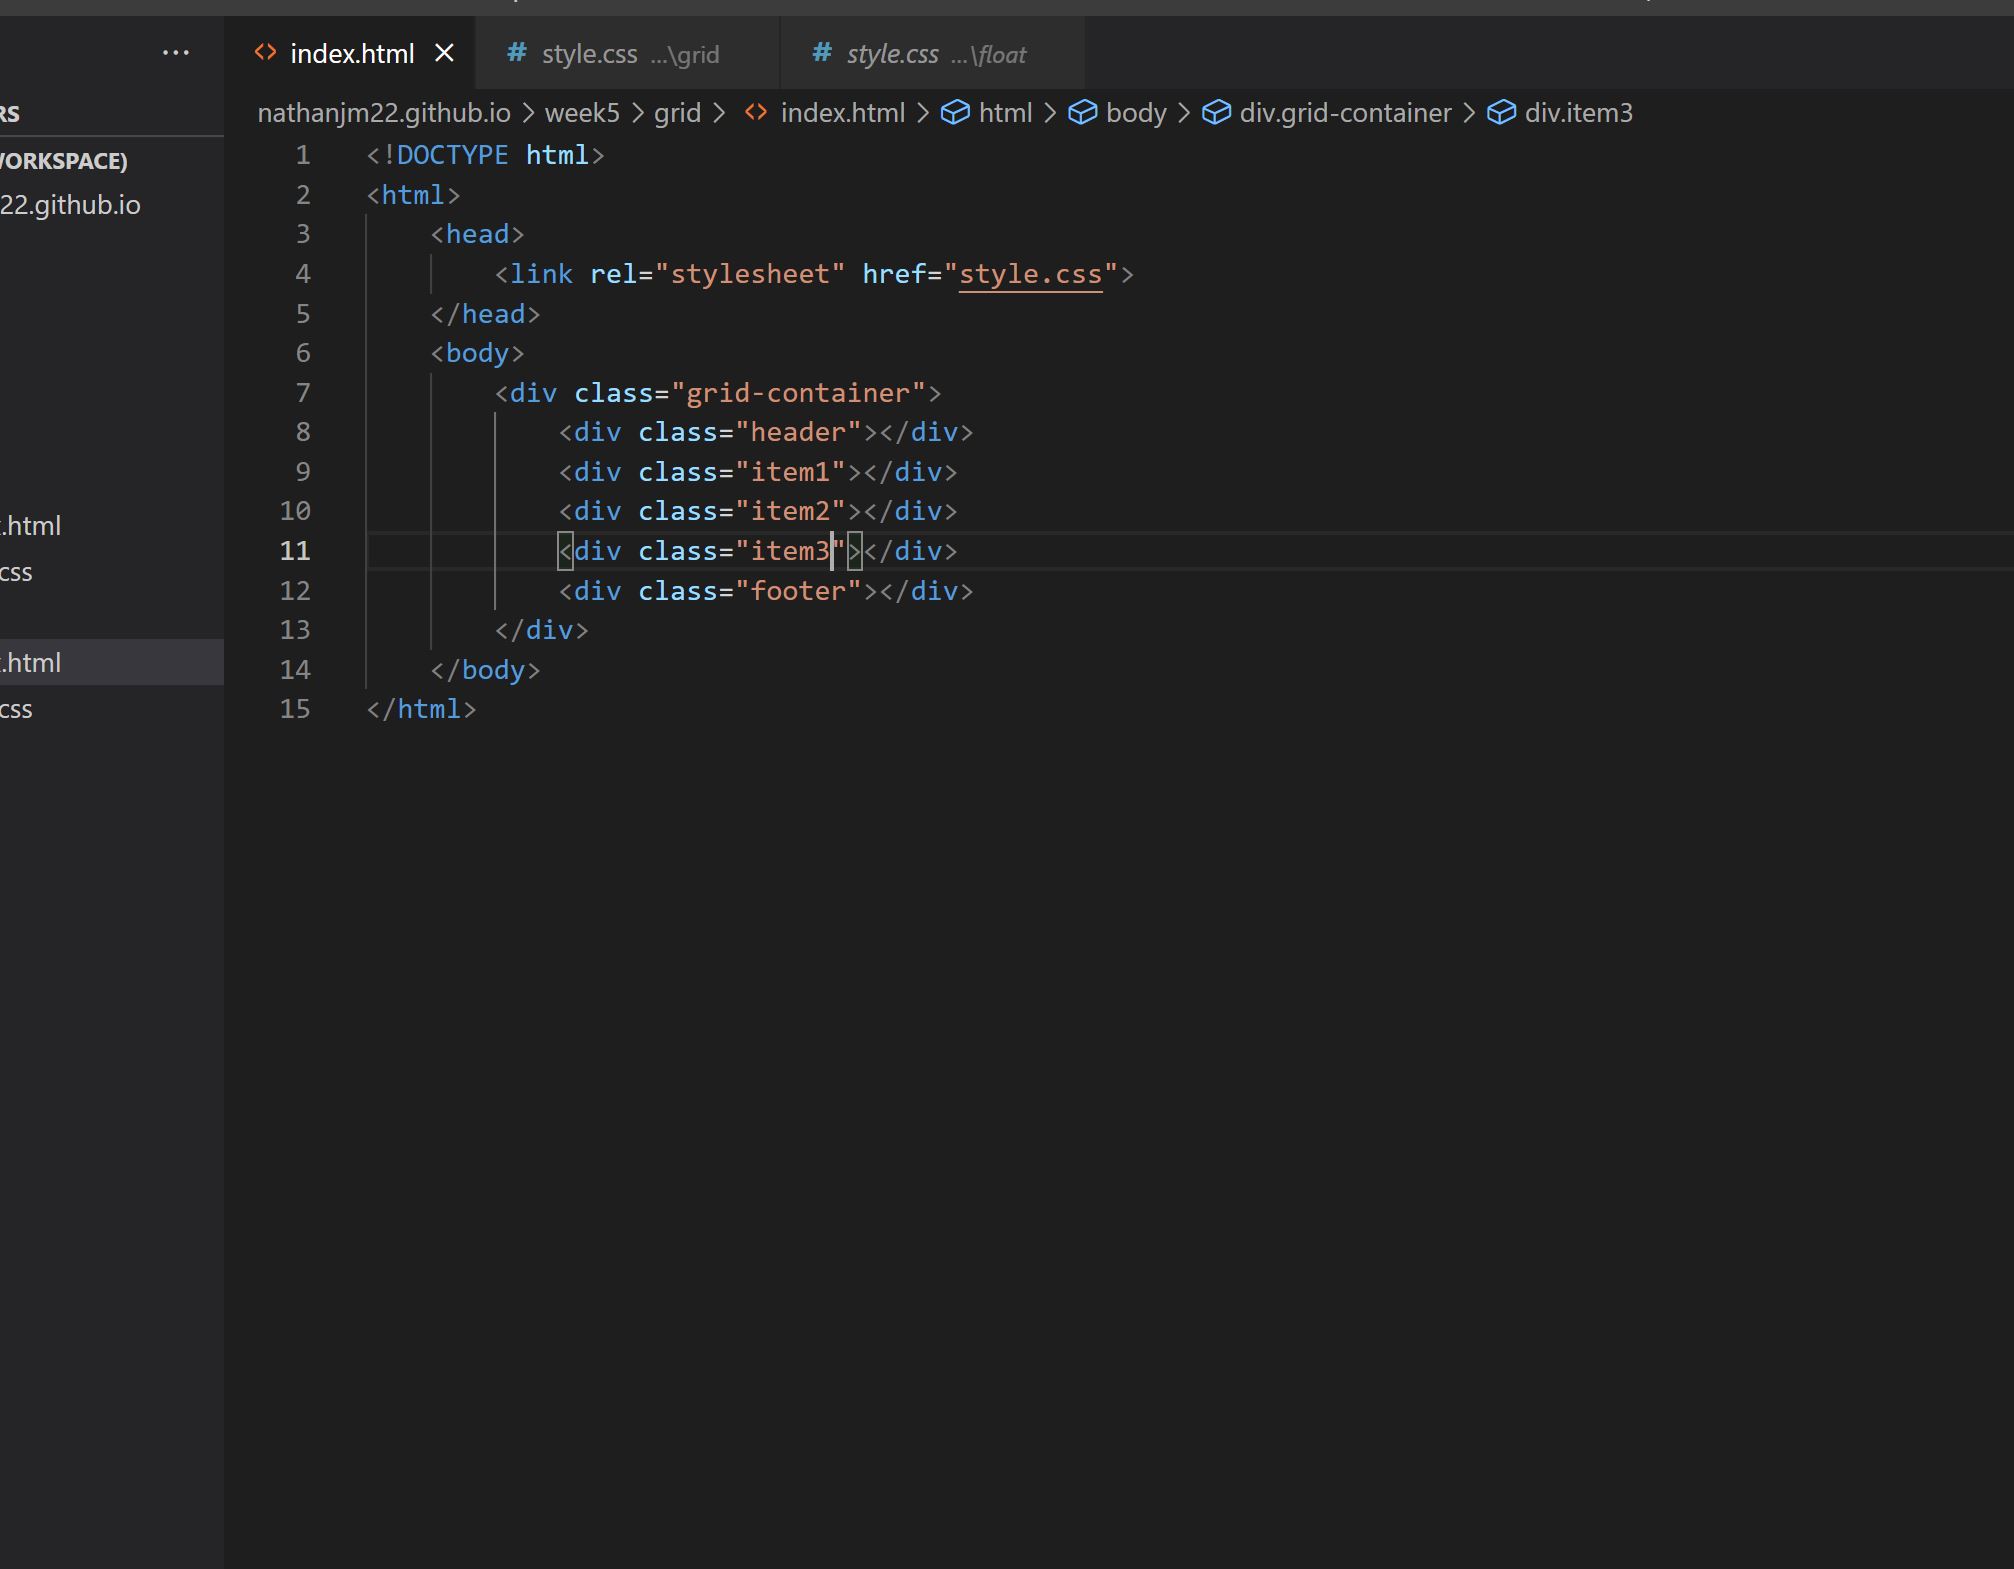 index.html style.css ...\grid style.css ...\float
RS
nathanjm22.github.io > week5 > grid > index.html > html > body > div.grid-container > div.item3
ORKSPACE)
22.github.io
.html
css
.html
css
1 <!DOCTYPE html>
2 <html>
3 <head>
4 <link rel="stylesheet" href="style.css">
5 </head>
6 <body>
7 <div class="grid-container">
8 <div class="header"></div>
9 <div class="item1"></div>
10 <div class="item2"></div>
11 <div class="item3"></div>
12 <div class="footer"></div>
13 </div>
14 </body>
15 </html>